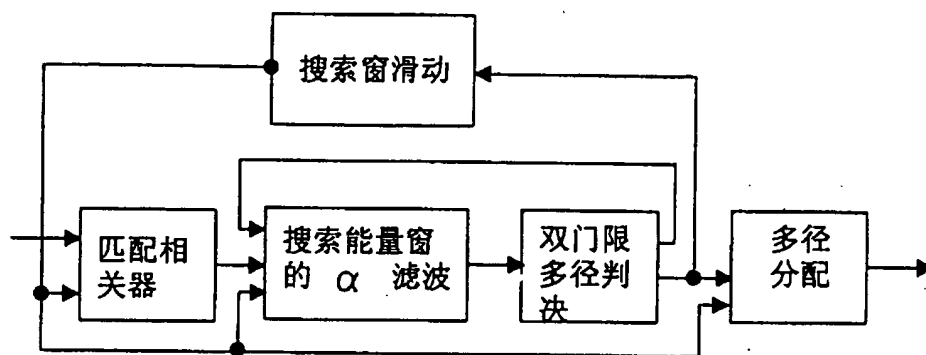 搜索窗滑动
匹配相
关器
搜索能量窗
的 α 滤波
双门限
多径判
决
多径
分配